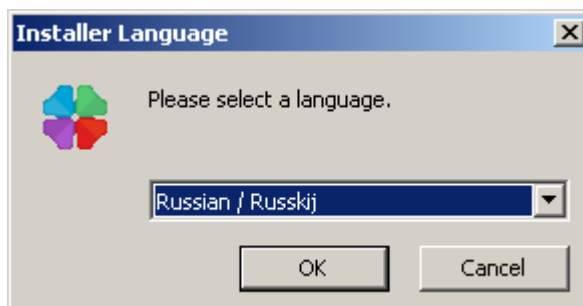 Installer Language
Please select a language.
Russian / Russkij
OK
Cancel